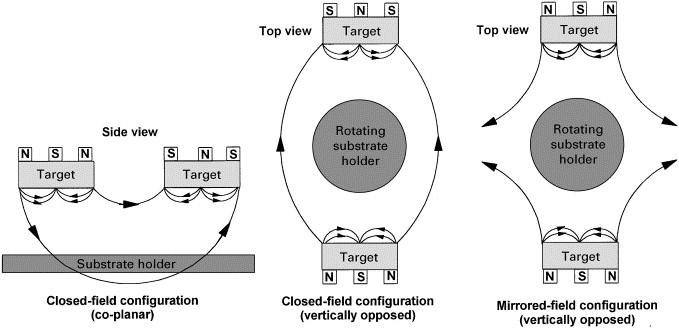 Side view
N S N
S N S
Target
Target
Substrate holder
Closed-field configuration
(co-planar)
S N S
Top view
Target
Rotating
substrate
holder
Target
N S N
Closed-field configuration
(vertically opposed)
N S N
Top view
Target
Rotating
substrate
holder
Target
N S N
Mirrored-field configuration
(vertically opposed)